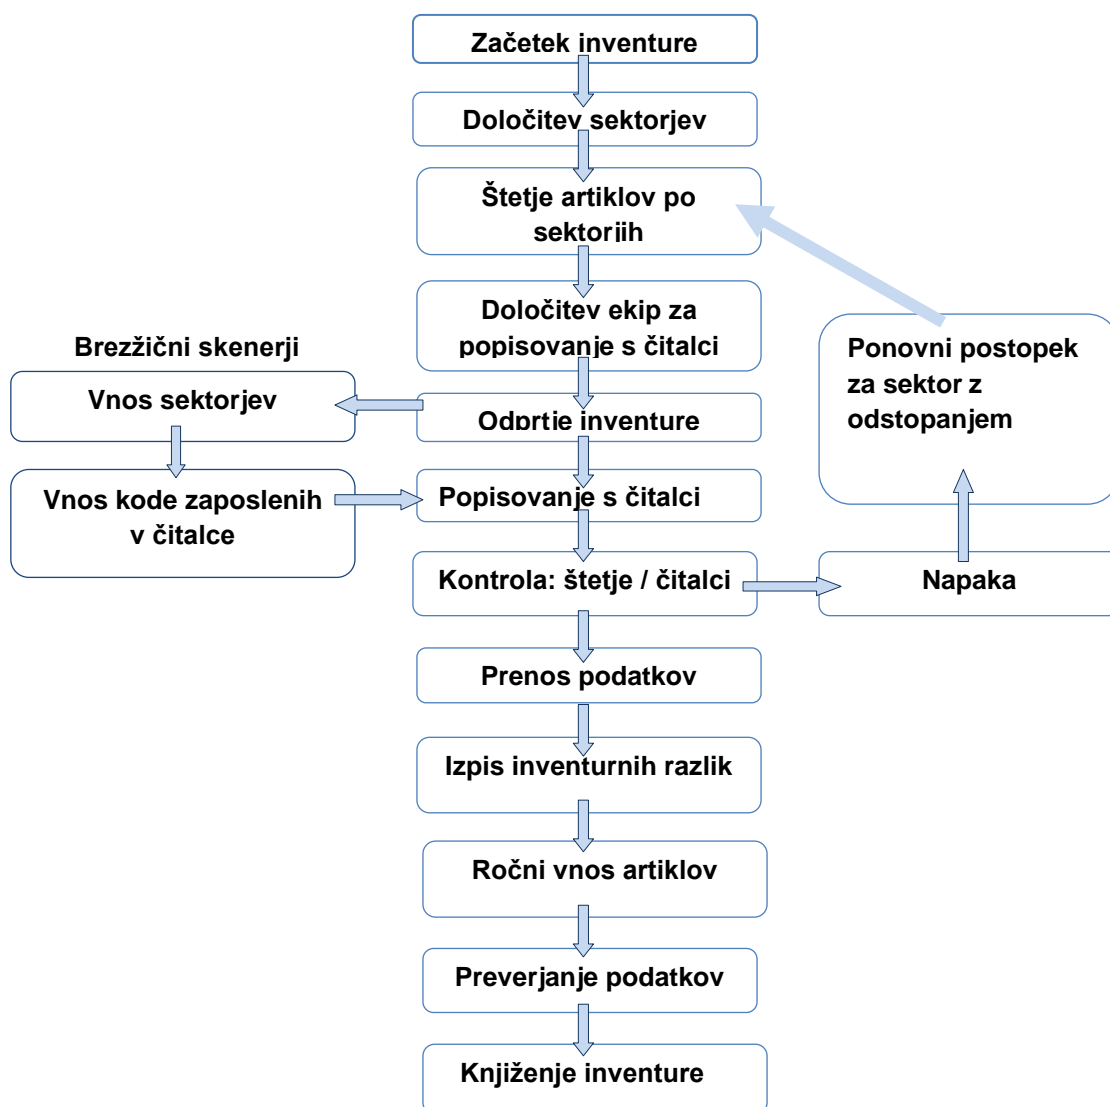 Začetek inventure
Določitev sektorjev
Štetje artiklov po
sektorjih
Določitev ekip za
popisovanje s čitalci
Brezžični skenerji
Vnos sektorjev
Odprtje inventure
Ponovni postopek
za sektor z
odstopanjem
Vnos kode zaposlenih
v čitalce
Popisovanje s čitalci
Kontrola: štetje / čitalci
Napaka
Prenos podatkov
Izpis inventurnih razlik
Ročni vnos artiklov
Preverjanje podatkov
Knjiženje inventure